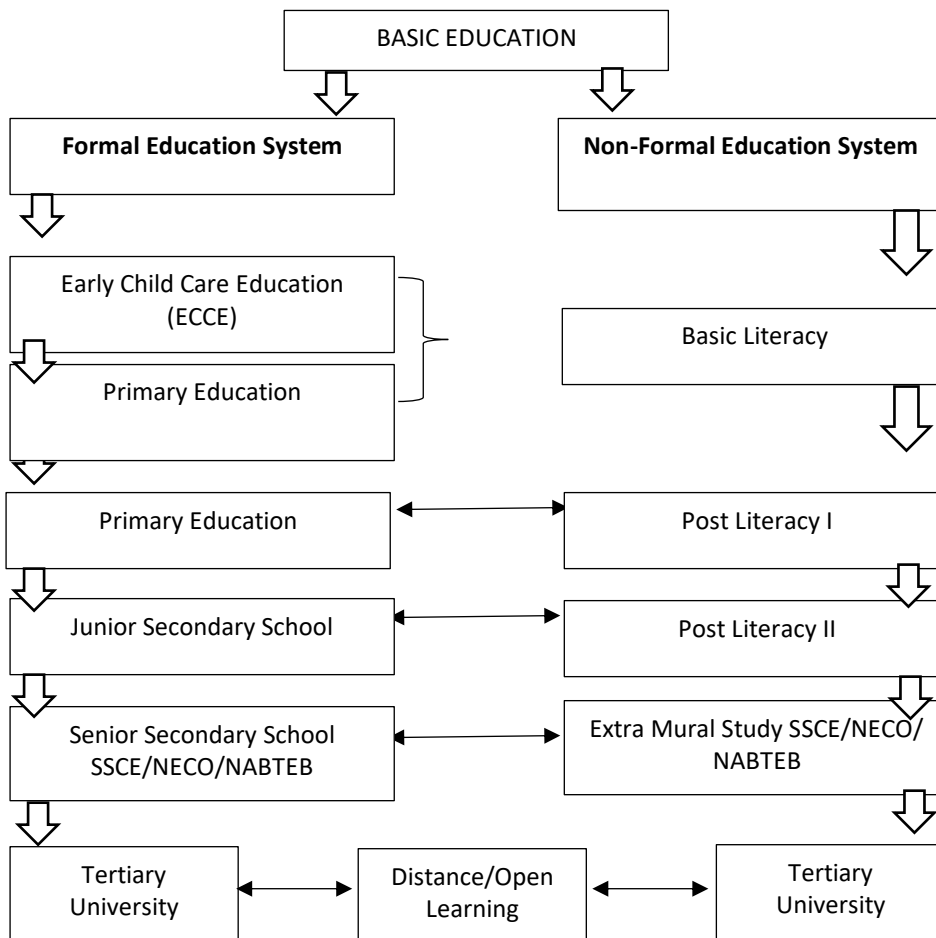 BASIC EDUCATION
Formal Education System
Non-Formal Education System
Early Child Care Education
(ECCE)
Basic Literacy
Primary Education
Primary Education
Post Literacy I
Junior Secondary School
Post Literacy II
Senior Secondary School
SSCE/NECO/NABTEB
Extra Mural Study SSCE/NECO/
NABTEB
Tertiary
University
Distance/Open
Learning
Tertiary
University